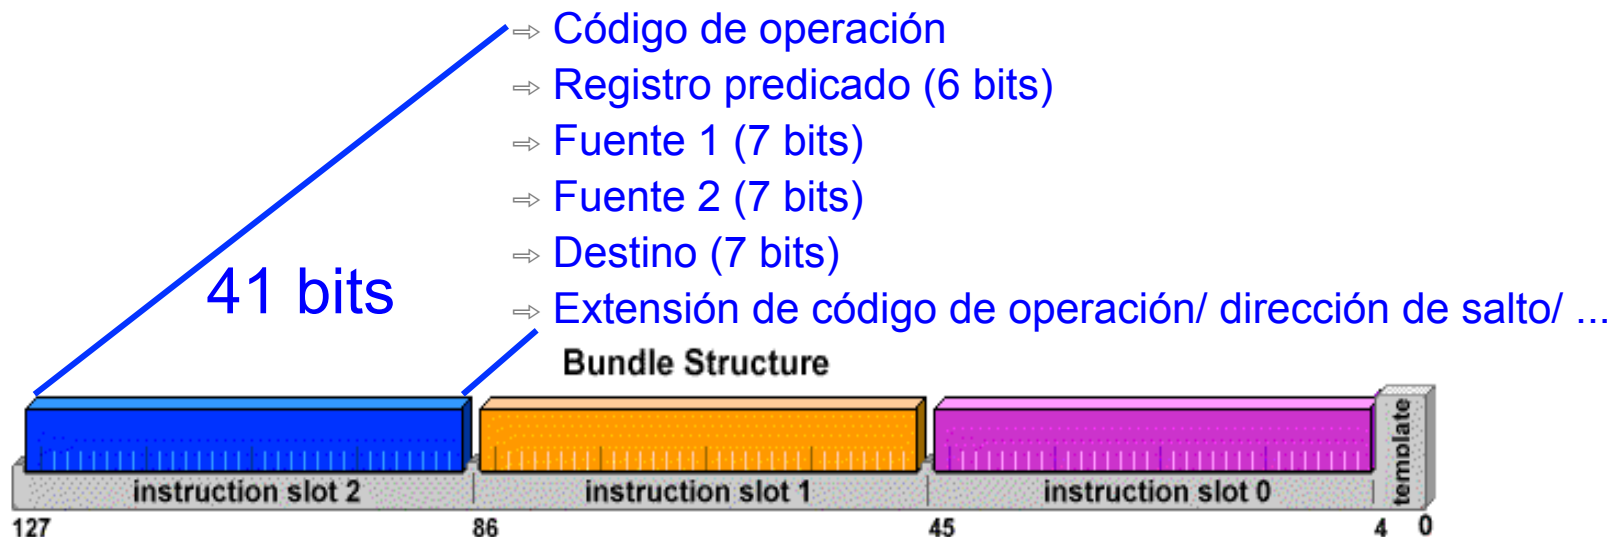 ⇨ Código de operación
⇨ Registro predicado (6 bits)
⇨ Fuente 1 (7 bits)
⇨ Fuente 2 (7 bits)
⇨ Destino (7 bits)
41 bits
⇨ Extensión de código de operación/ dirección de salto/ ...
Bundle Structure
instruction slot 2
instruction slot 1
instruction slot 0
template
127
86
45
4
0